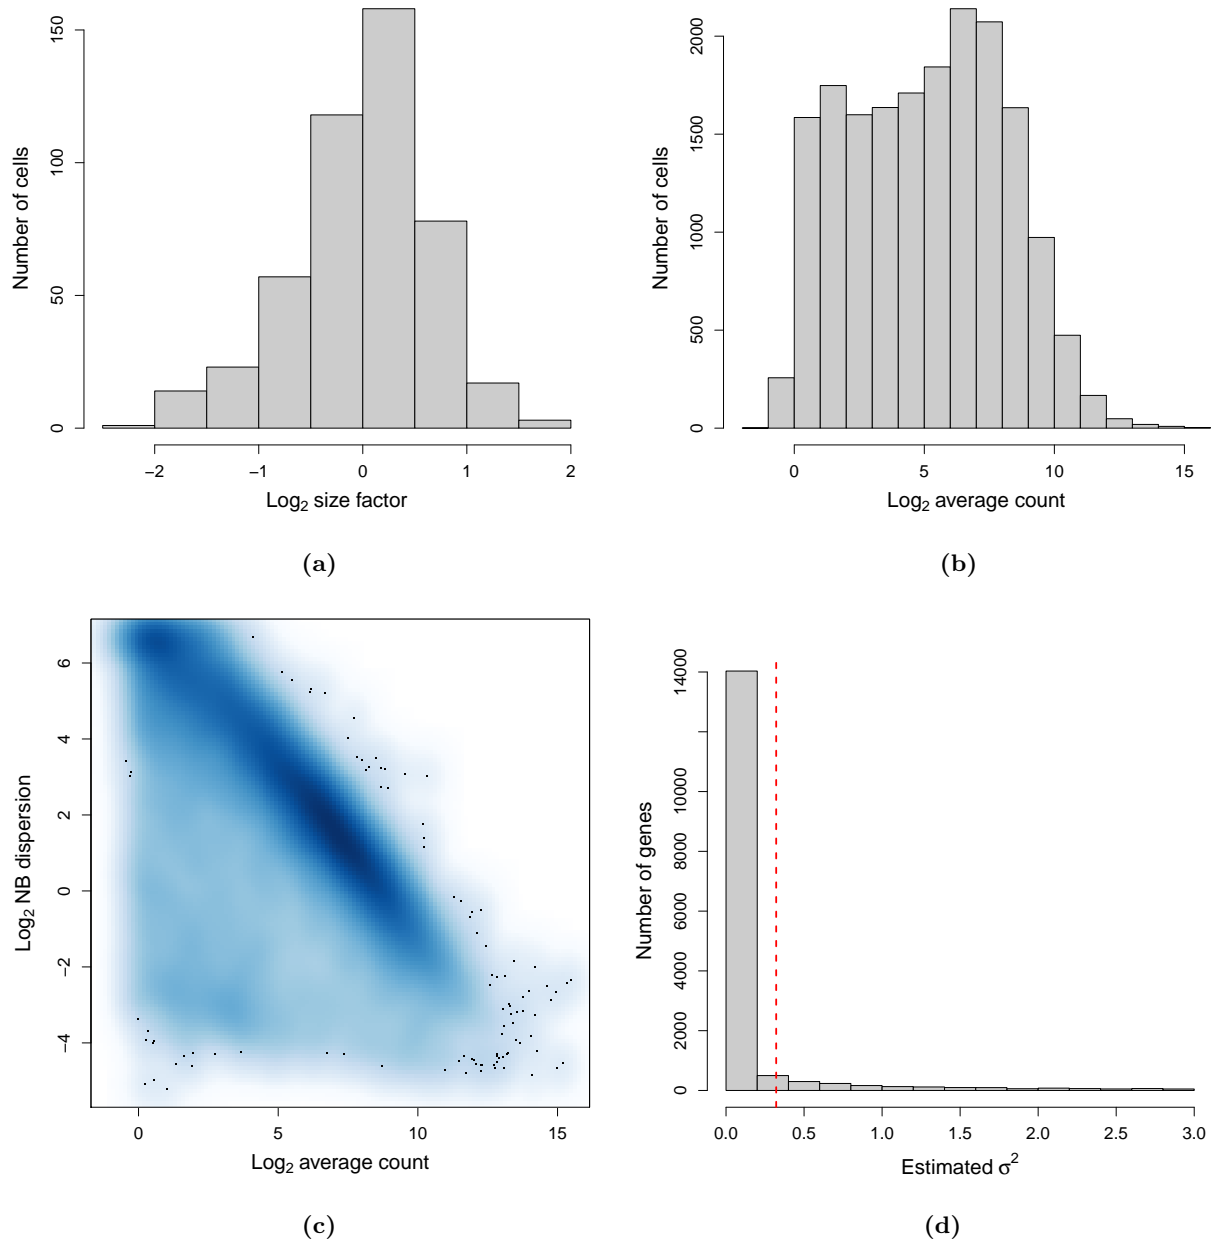 Number of cells
0 50 100 150
−2 −1 0 1 2
Log2 size factor
(a)
Number of cells
0 500 1000 1500 2000
0 5 10 15
Log2 average count
(b)
Log2 NB dispersion
−4 −2 0 2 4 6
0 5 10 15
Log2 average count
(c)
Number of genes
0 2000 4000 6000 8000 10000 14000
0.0 0.5 1.0 1.5 2.0 2.5 3.0
Estimated σ2
(d)